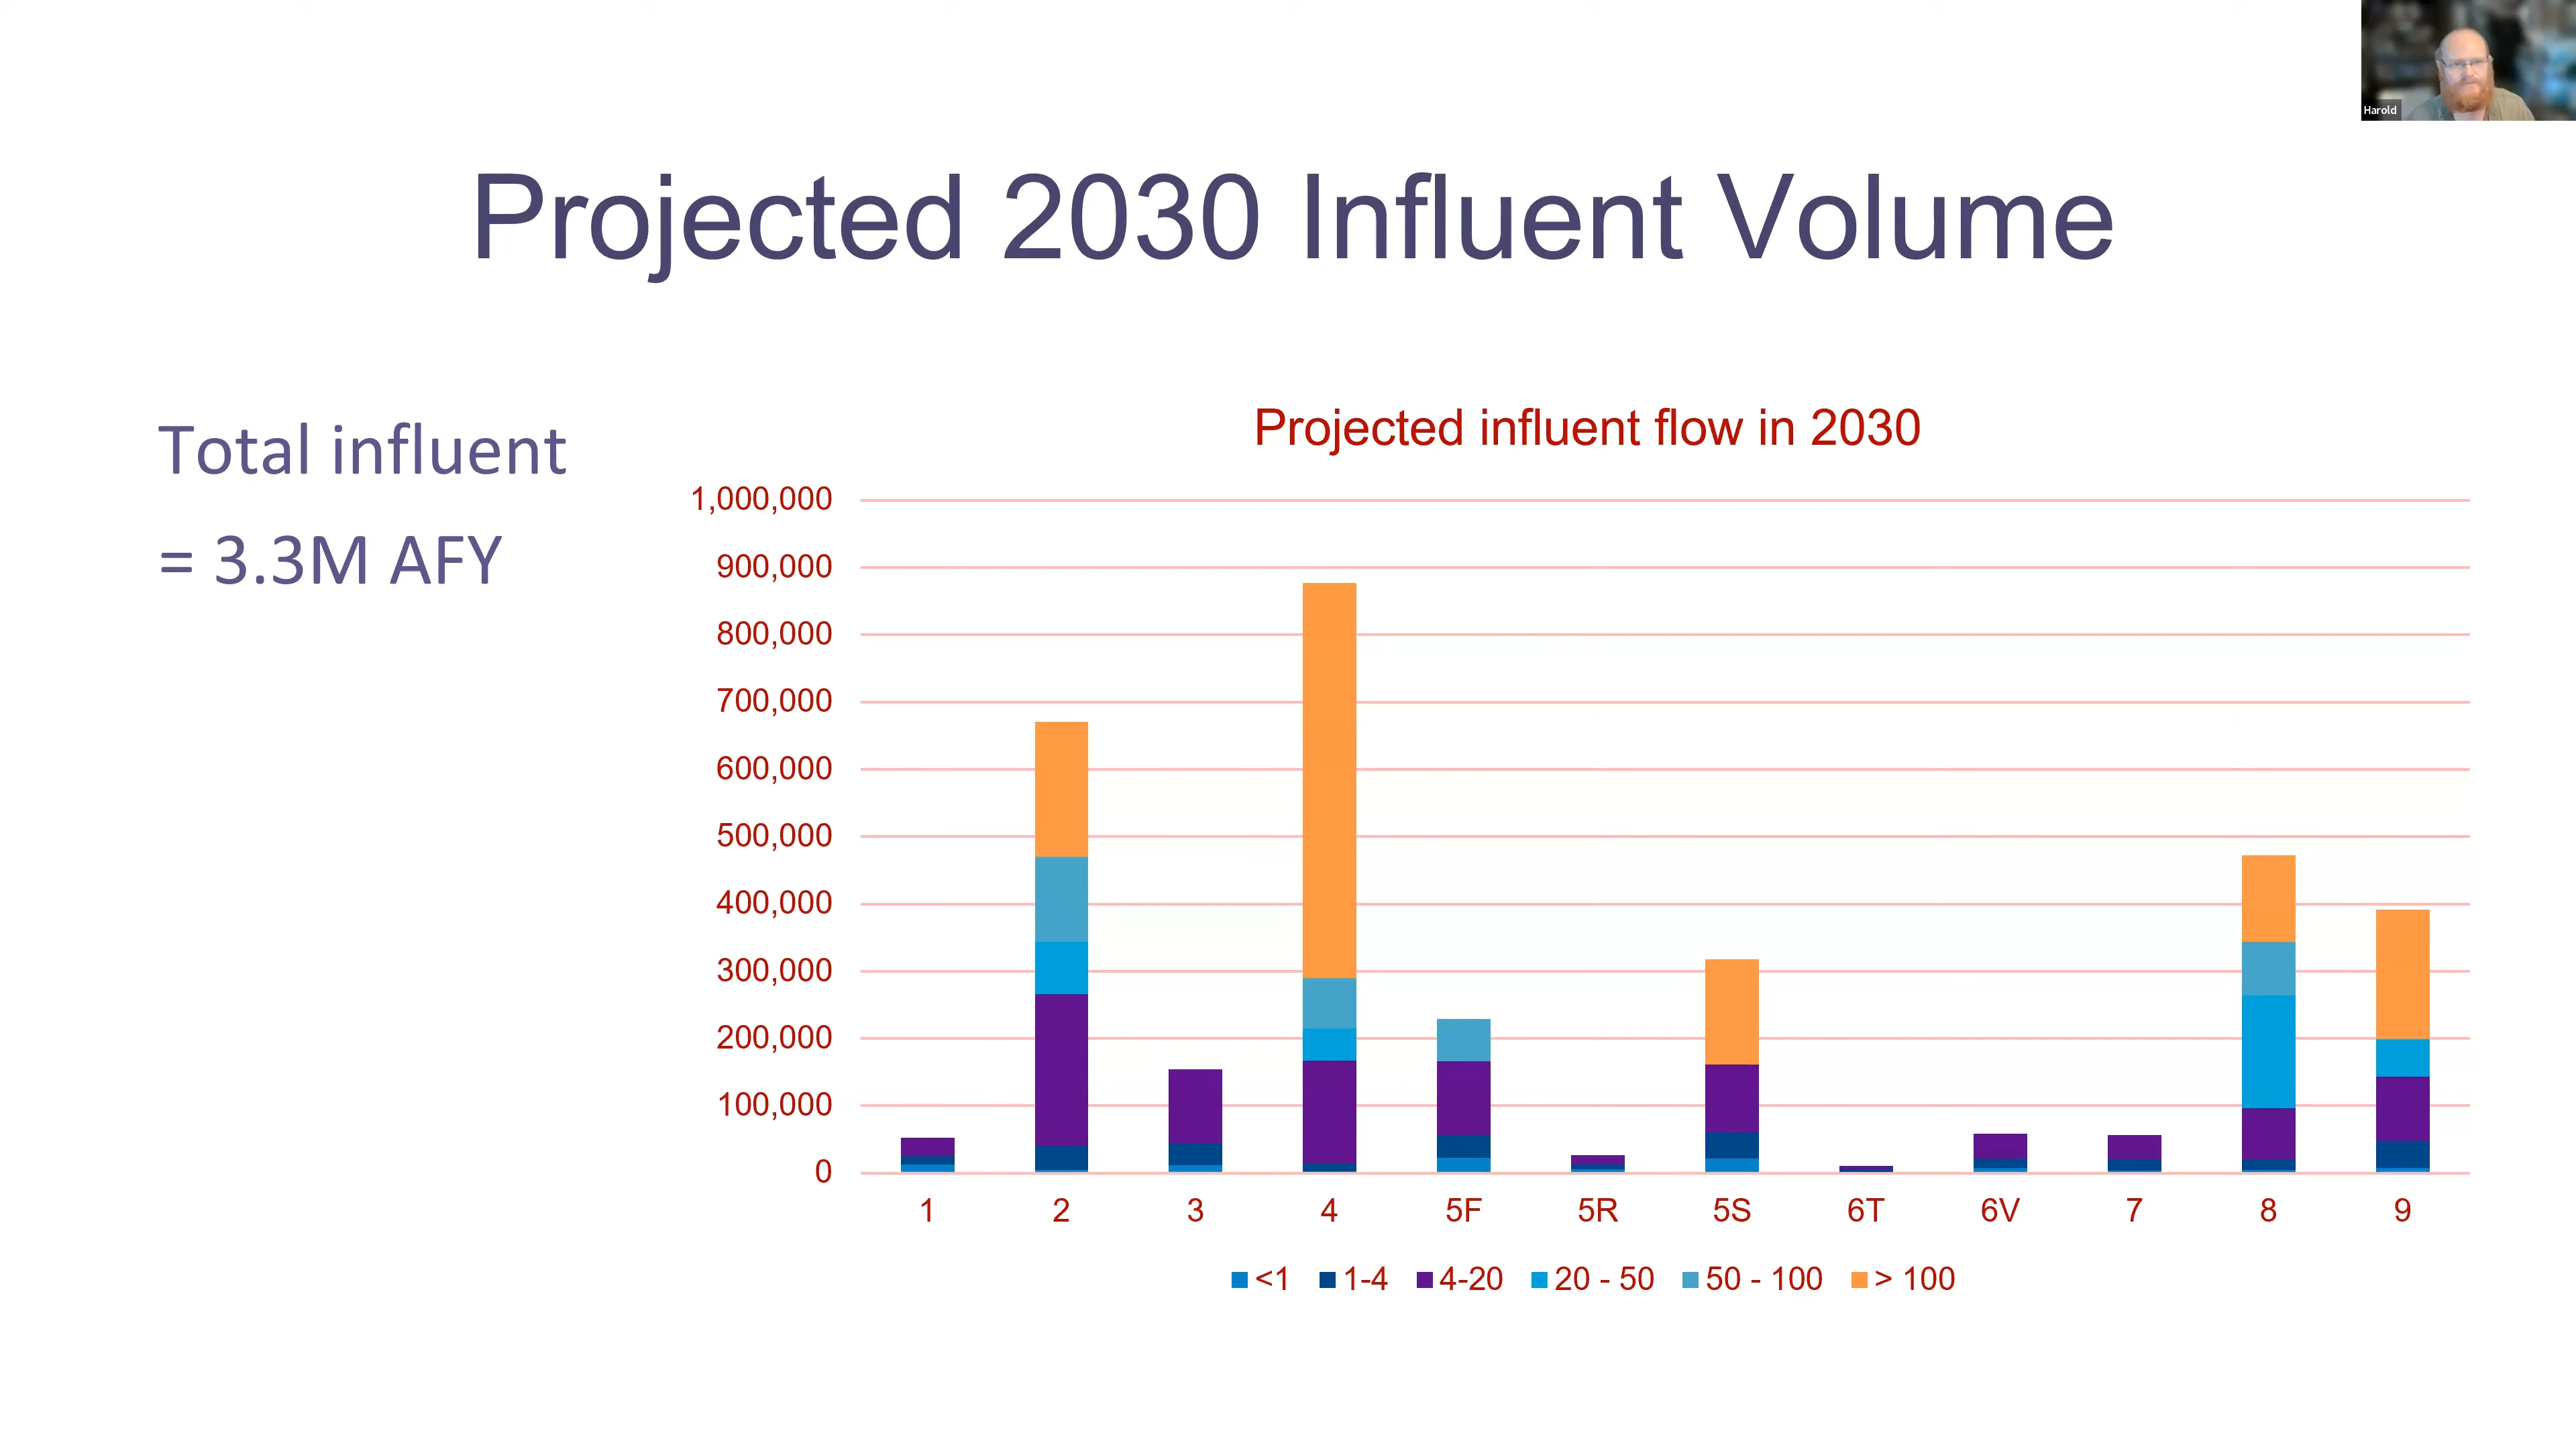 Harold
Projected 2030 Influent Volume
Total influent
= 3.3M AFY
Projected influent flow in 2030
1,000,000
900,000
800,000
700,000
600,000
500,000
400,000
300,000
200,000
100,000
0
1 2 3 4 5F 5R 5S 6T 6V 7 8 9
<1 1-4 4-20 20 - 50 50 - 100 > 100